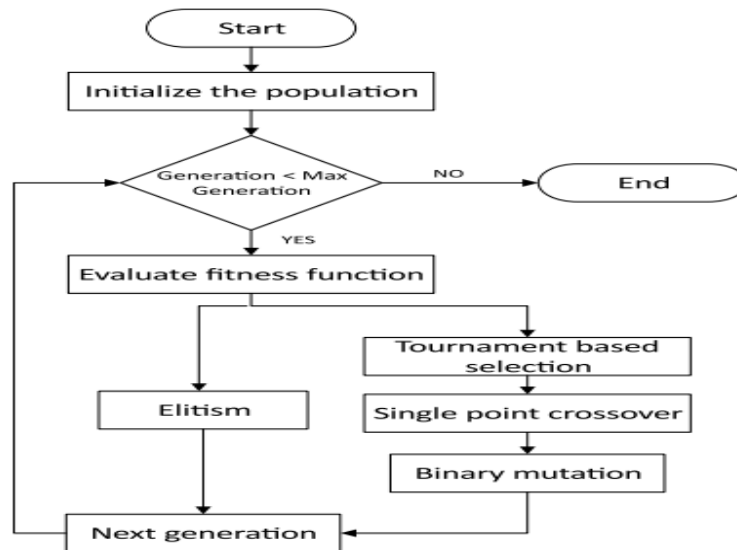 Start
Initialize the population
Generation < Max
Generation
NO
End
YES
Evaluate fitness function
Tournament based
selection
Elitism
Single point crossover
Binary mutation
Next generation